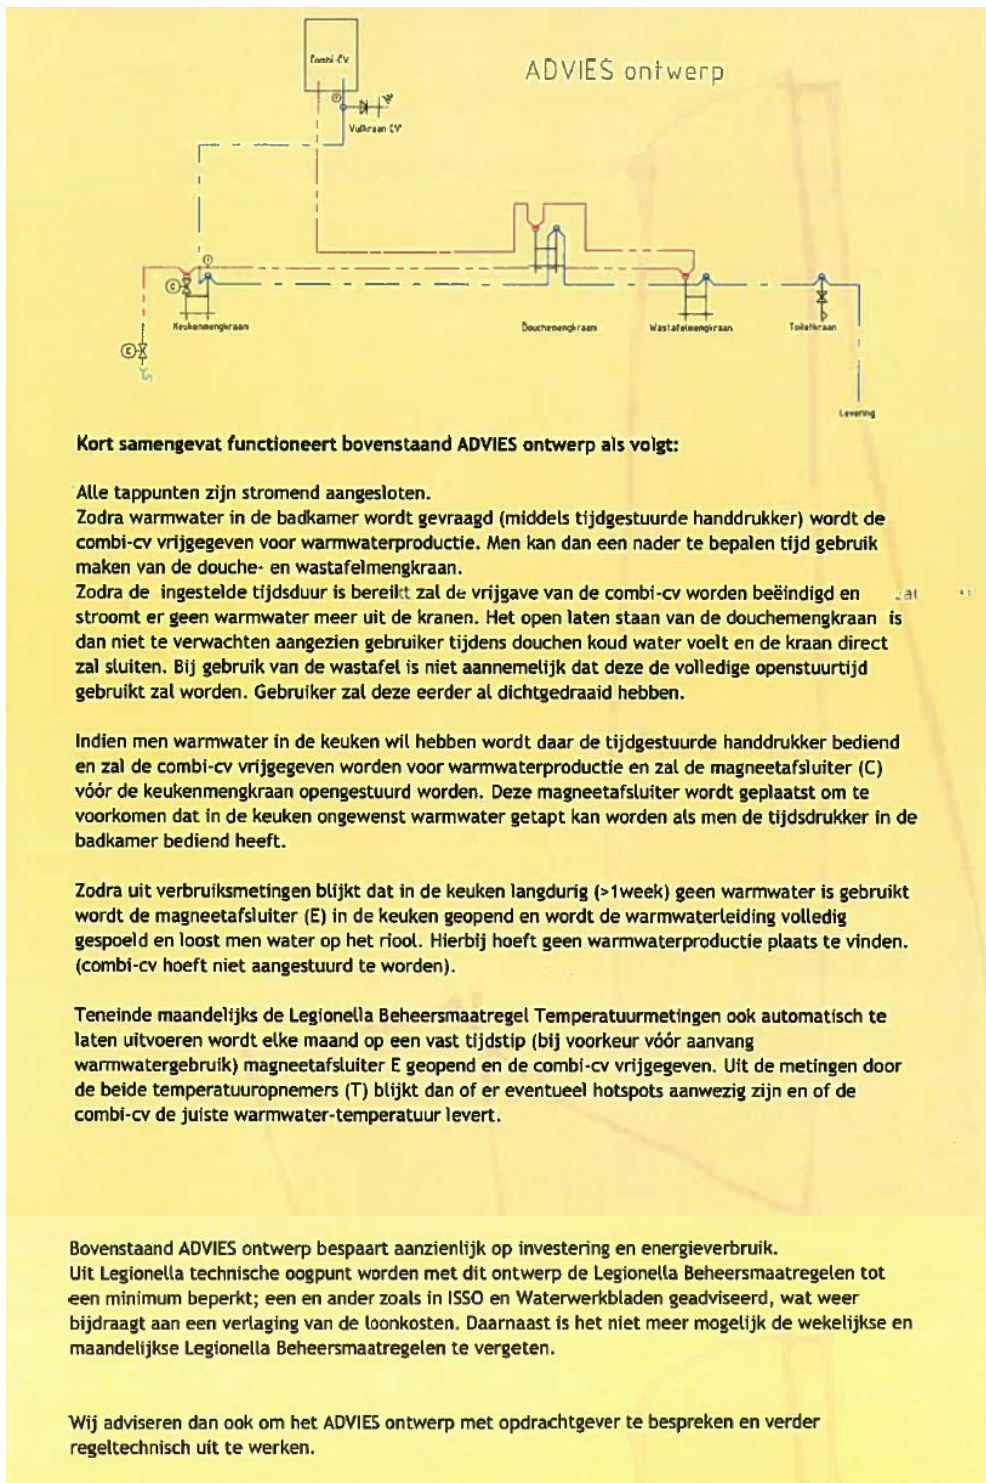 Combi-CV
ADVIES ontwerp
T
Vulkraan CV
T
C
Keukenmengkraan
Douchemengkraan
Wastafelmengkraan
Toiletkraan
E
Levering
Kort samengevat functioneert bovenstaand ADVIES ontwerp als volgt:
Alle tappunten zijn stromend aangesloten.
Zodra warmwater in de badkamer wordt gevraagd (middels tijdgestuurde handdrukker) wordt de
combi-cv vrijgegeven voor warmwaterproductie. Men kan dan een nader te bepalen tijd gebruik
maken van de douche- en wastafelmengkraan.
Zodra de ingestelde tijdsduur is bereikt zal de vrijgave van de combi-cv worden beëindigd en zal
stroomt er geen warmwater meer uit de kranen. Het open laten staan van de douchemengkraan is
dan niet te verwachten aangezien gebruiker tijdens douchen koud water voelt en de kraan direct
zal sluiten. Bij gebruik van de wastafel is niet aannemelijk dat deze de volledige openstuurtijd
gebruikt zal worden. Gebruiker zal deze eerder al dichtgedraaid hebben.
Indien men warmwater in de keuken wil hebben wordt daar de tijdgestuurde handdrukker bediend
en zal de combi-cv vrijgegeven worden voor warmwaterproductie en zal de magneetafsluiter (C)
vóór de keukenmengkraan opengestuurd worden. Deze magneetafsluiter wordt geplaatst om te
voorkomen dat in de keuken ongewenst warmwater getapt kan worden als men de tijdsdrukker in de
badkamer bediend heeft.
Zodra uit verbruiksmetingen blijkt dat in de keuken langdurig (>1week) geen warmwater is gebruikt
wordt de magneetafsluiter (E) in de keuken geopend en wordt de warmwaterleiding volledig
gespoeld en loost men water op het riool. Hierbij hoeft geen warmwaterproductie plaats te vinden.
(combi-cv hoeft niet aangestuurd te worden).
Teneinde maandelijks de Legionella Beheersmaatregel Temperatuurmetingen ook automatisch te
laten uitvoeren wordt elke maand op een vast tijdstip (bij voorkeur vóór aanvang
warmwatergebruik) magneetafsluiter E geopend en de combi-cv vrijgegeven. Uit de metingen door
de beide temperatuuropnemers (T) blijkt dan of er eventueel hotspots aanwezig zijn en of de
combi-cv de juiste warmwater-temperatuur levert.
Bovenstaand ADVIES ontwerp bespaart aanzienlijk op investering en energieverbruik.
Uit Legionella technische oogpunt worden met dit ontwerp de Legionella Beheersmaatregelen tot
een minimum beperkt; een en ander zoals in ISSO en Waterwerkbladen geadviseerd, wat weer
bijdraagt aan een verlaging van de loonkosten. Daarnaast is het niet meer mogelijk de wekelijkse en
maandelijkse Legionella Beheersmaatregelen te vergeten.
Wij adviseren dan ook om het ADVIES ontwerp met opdrachtgever te bespreken en verder
regeltechnisch uit te werken.